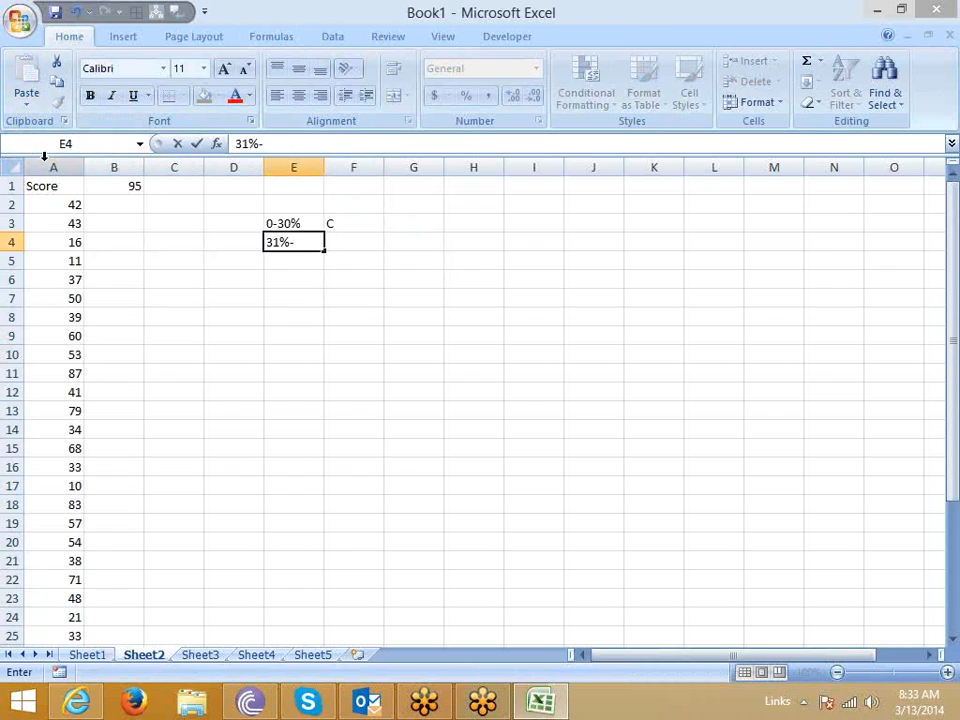 Book1 - Microsoft Excel
Home Insert Page Layout Formulas Data Review View Developer
Paste
Calibri 11
B I U A
General
$ % ,
Conditional Formatting
Format as Table
Cell Styles
Insert
Delete
Format
Σ
Sort & Filter
Find & Select
Clipboard Font Alignment Number Styles Cells Editing
E4 fx 31%-
A B C D E F G H I J K L M N O
1 Score 95
2 42
3 43 0-30% C
4 16 31%-
5 11
6 37
7 50
8 39
9 60
10 53
11 87
12 41
13 79
14 34
15 68
16 33
17 10
18 83
19 57
20 54
21 38
22 71
23 48
24 21
25 33
Sheet1 Sheet2 Sheet3 Sheet4 Sheet5
Enter
Links
8:33 AM
3/13/2014